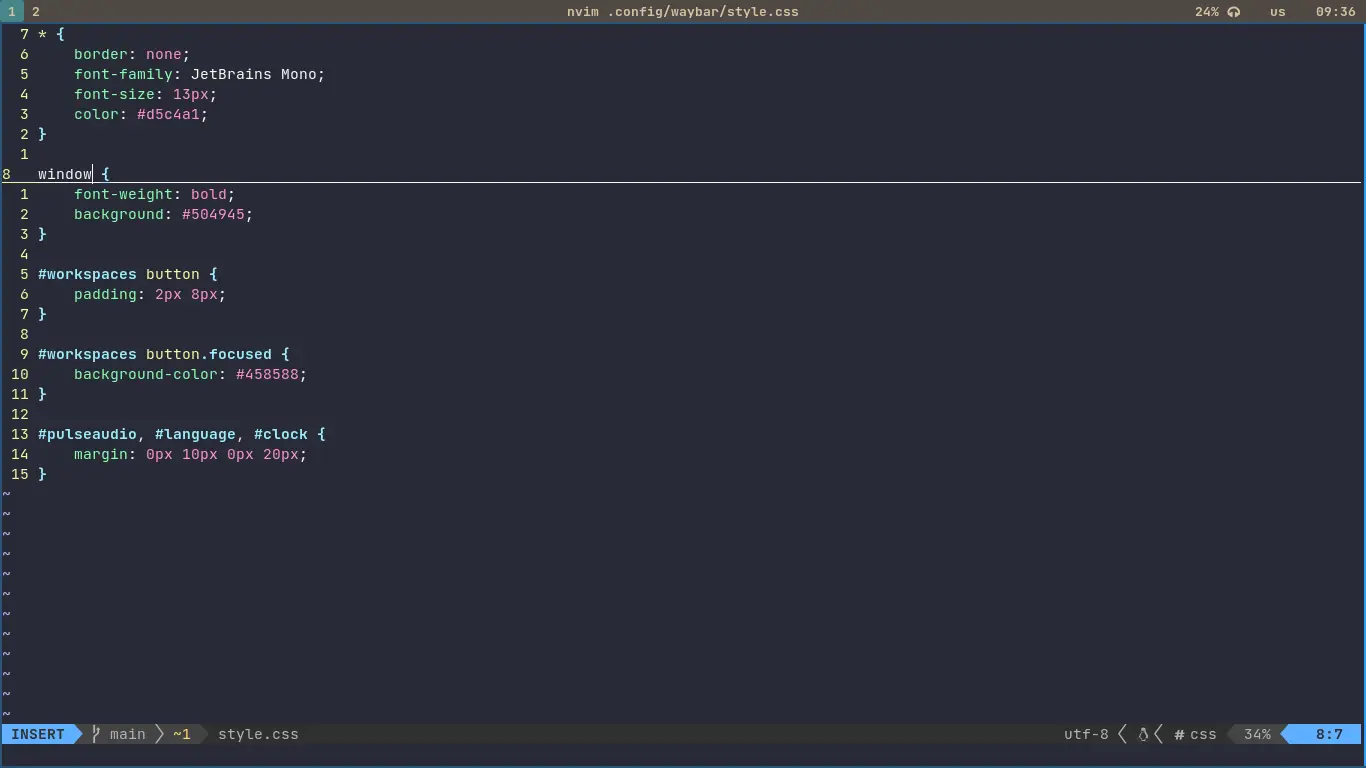 1 2 nvim .config/waybar/style.css 24% us 09:36
7 * {
6     border: none;
5     font-family: JetBrains Mono;
4     font-size: 13px;
3     color: #d5c4a1;
2 }
1
8 window {
1     font-weight: bold;
2     background: #504945;
3 }
4
5 #workspaces button {
6     padding: 2px 8px;
7 }
8
9 #workspaces button.focused {
10     background-color: #458588;
11 }
12
13 #pulseaudio, #language, #clock {
14     margin: 0px 10px 0px 20px;
15 }
~
~
~
~
~
~
~
~
~
~
~
~
INSERT main ~1 style.css utf-8 # css 34% 8:7